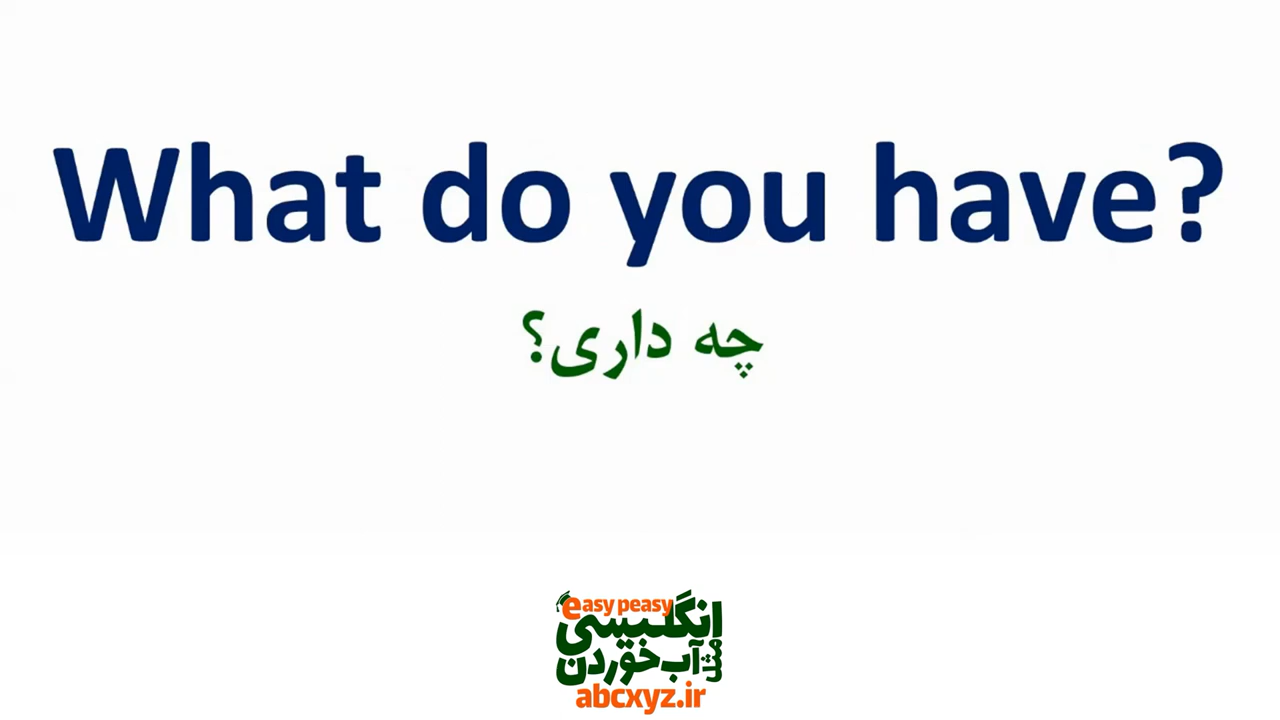 What do you have?
چه داری؟
easy peasy
انگلیسی
مثل آب خوردن
abcxyz.ir